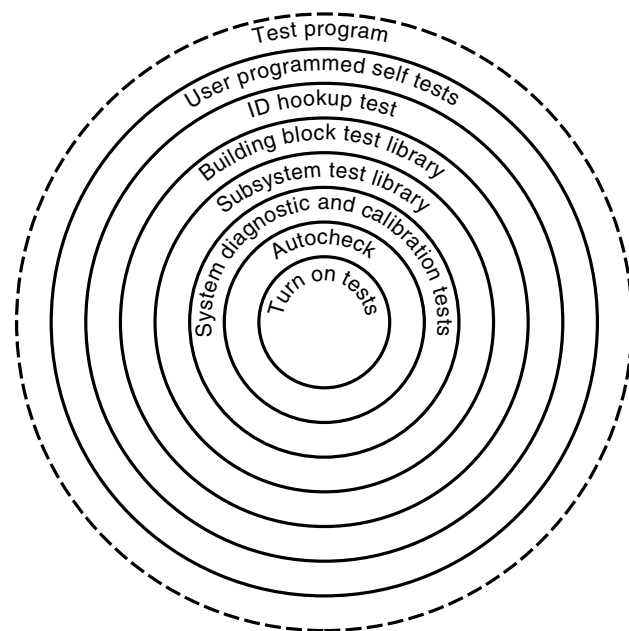 Test program
User programmed self tests
ID hookup test
Building block test library
Subsystem test library
System diagnostic and calibration tests
Autocheck
Turn on tests